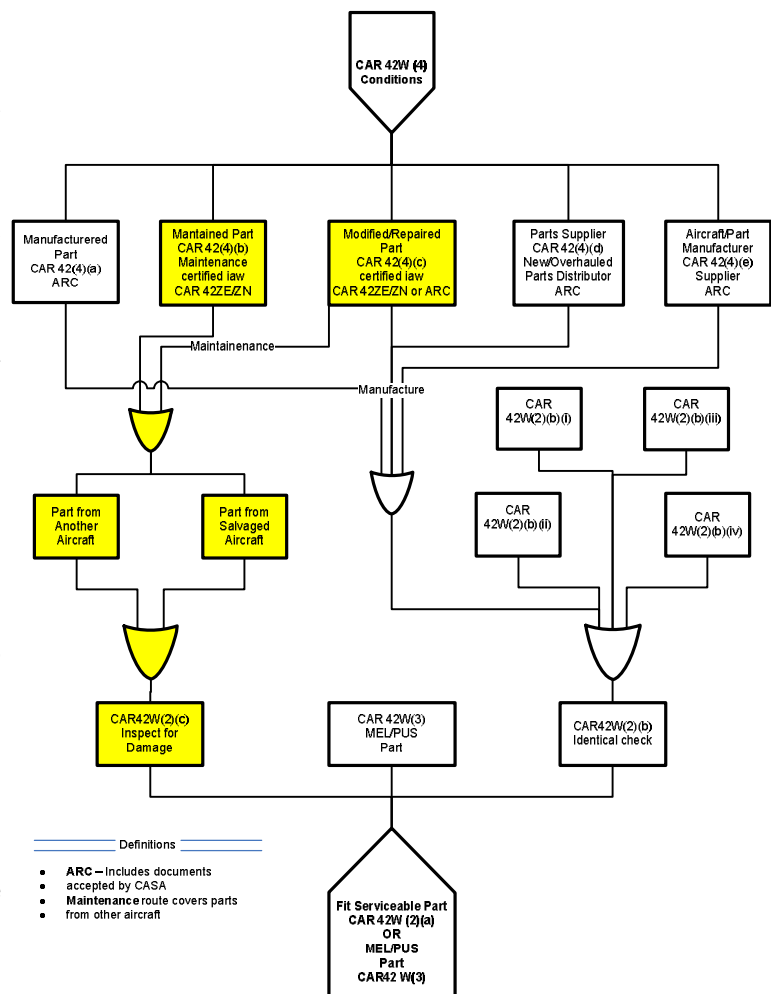 CAR 42W (4)
Conditions
Manufacturered
Part
CAR 42(4)(a)
ARC
Mantained Part
CAR 42(4)(b)
Maintenance
certified iaw
CAR 42ZE/ZN
Modified/Repaired
Part
CAR 42(4)(c)
certified iaw
CAR 42ZE/ZN or ARC
Parts Supplier
CAR 42(4)(d)
New/Overhauled
Parts Distributor
ARC
Aircraft/Part
Manufacturer
CAR 42(4)(e)
Supplier
ARC
Maintainenance
Manufacture
CAR
42W(2)(b)(i)
CAR
42W(2)(b)(iii)
Part from
Another
Aircraft
Part from
Salvaged
Aircraft
CAR
42W(2)(b)(ii)
CAR
42W(2)(b)(iv)
CAR42W(2)(c)
Inspect for
Damage
CAR 42W(3)
MEL/PUS
Part
CAR42W(2)(b)
Identical check
Definitions
● ARC – Includes documents
● accepted by CASA
● Maintenance route covers parts
● from other aircraft
Fit Serviceable Part
CAR 42W (2)(a)
OR
MEL/PUS
Part
CAR42 W(3)